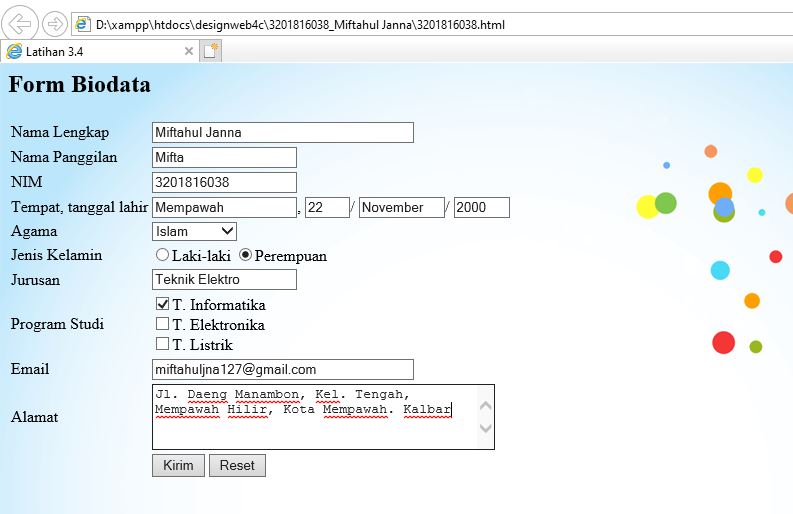 D:\xampp\htdocs\designweb4c\3201816038_Miftahul Janna\3201816038.html
Latihan 3.4
Form Biodata
Nama Lengkap Miftahul Janna
Nama Panggilan Mifta
NIM 3201816038
Tempat, tanggal lahir Mempawah, 22 / November / 2000
Agama Islam
Jenis Kelamin Laki-laki Perempuan
Jurusan Teknik Elektro
T. Informatika
Program Studi T. Elektronika
T. Listrik
Email miftahuljna127@gmail.com
Jl. Daeng Manambon, Kel. Tengah,
Alamat Mempawah Hilir, Kota Mempawah. Kalbar
Kirim Reset